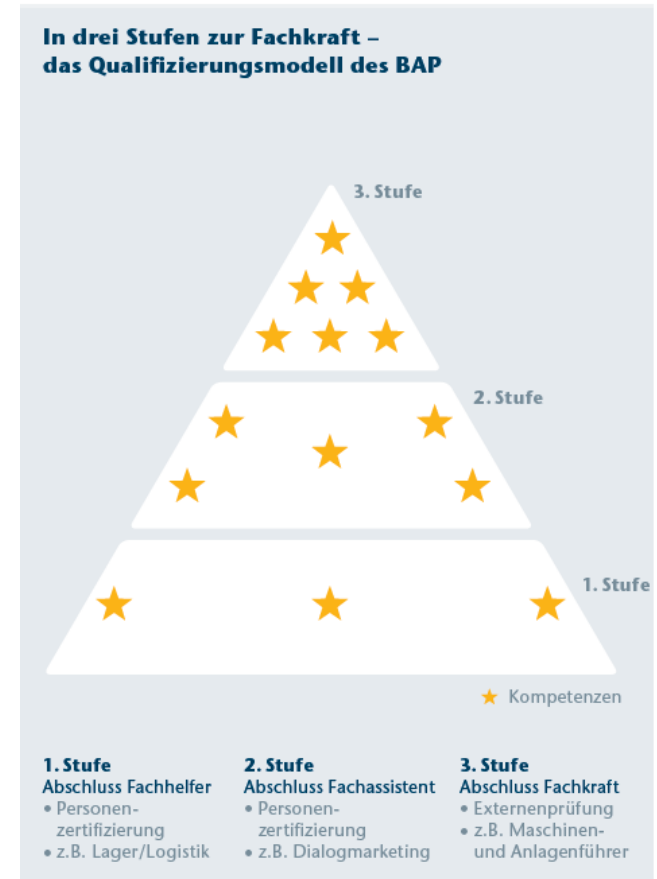 In drei Stufen zur Fachkraft –
das Qualifizierungsmodell des BAP
3. Stufe
2. Stufe
1. Stufe
Kompetenzen
1. Stufe
Abschluss Fachhelfer
• Personen-
zertifizierung
• z.B. Lager/Logistik
2. Stufe
Abschluss Fachassistent
• Personen-
zertifizierung
• z.B. Dialogmarketing
3. Stufe
Abschluss Fachkraft
• Externenprüfung
• z.B. Maschinen-
und Anlagenführer